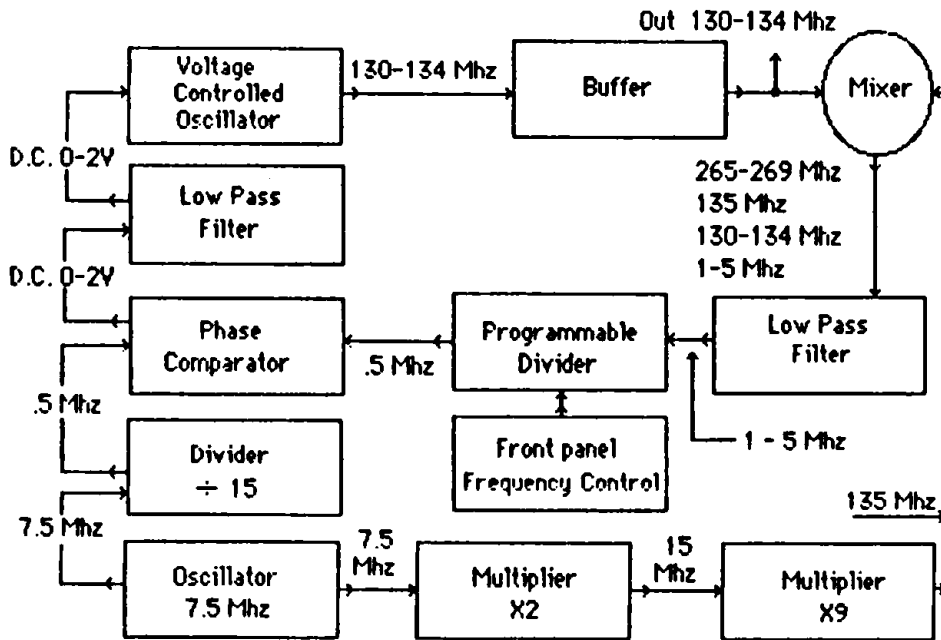 Out 130-134 Mhz
Voltage
Controlled
Oscillator
130-134 Mhz
Buffer
Mixer
D.C. 0-2V
Low Pass
Filter
265-269 Mhz
135 Mhz
130-134 Mhz
1-5 Mhz
D.C. 0-2V
Phase
Comparator
.5 Mhz
Programmable
Divider
Low Pass
Filter
.5 Mhz
Divider
÷ 15
Front panel
Frequency Control
1 - 5 Mhz
7.5 Mhz
135 Mhz
Oscillator
7.5 Mhz
7.5
Mhz
Multiplier
X2
15
Mhz
Multiplier
X9